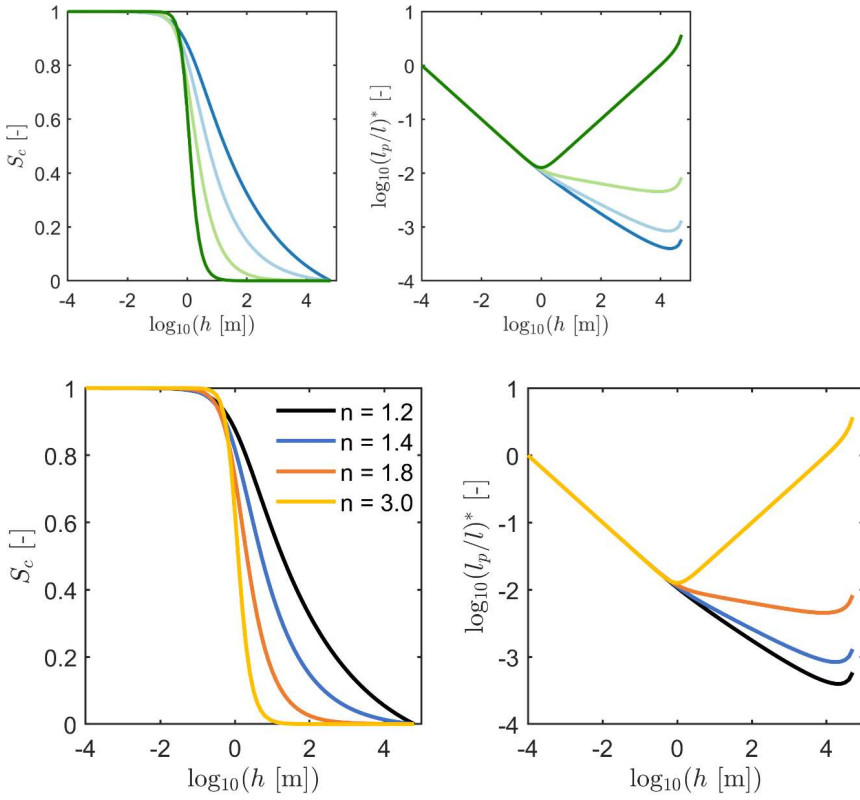 1
0.8
0.6
0.4
0.2
0
-4 -2 0 2 4
S_c [-]
log10(h [m])
1
0
-1
-2
-3
-4
-4 -2 0 2 4
log10(l_p/l)* [-]
log10(h [m])
1
0.8
0.6
0.4
0.2
0
-4 -2 0 2 4
S_c [-]
log10(h [m])
n = 1.2
n = 1.4
n = 1.8
n = 3.0
1
0
-1
-2
-3
-4
-4 -2 0 2 4
log10(l_p/l)* [-]
log10(h [m])